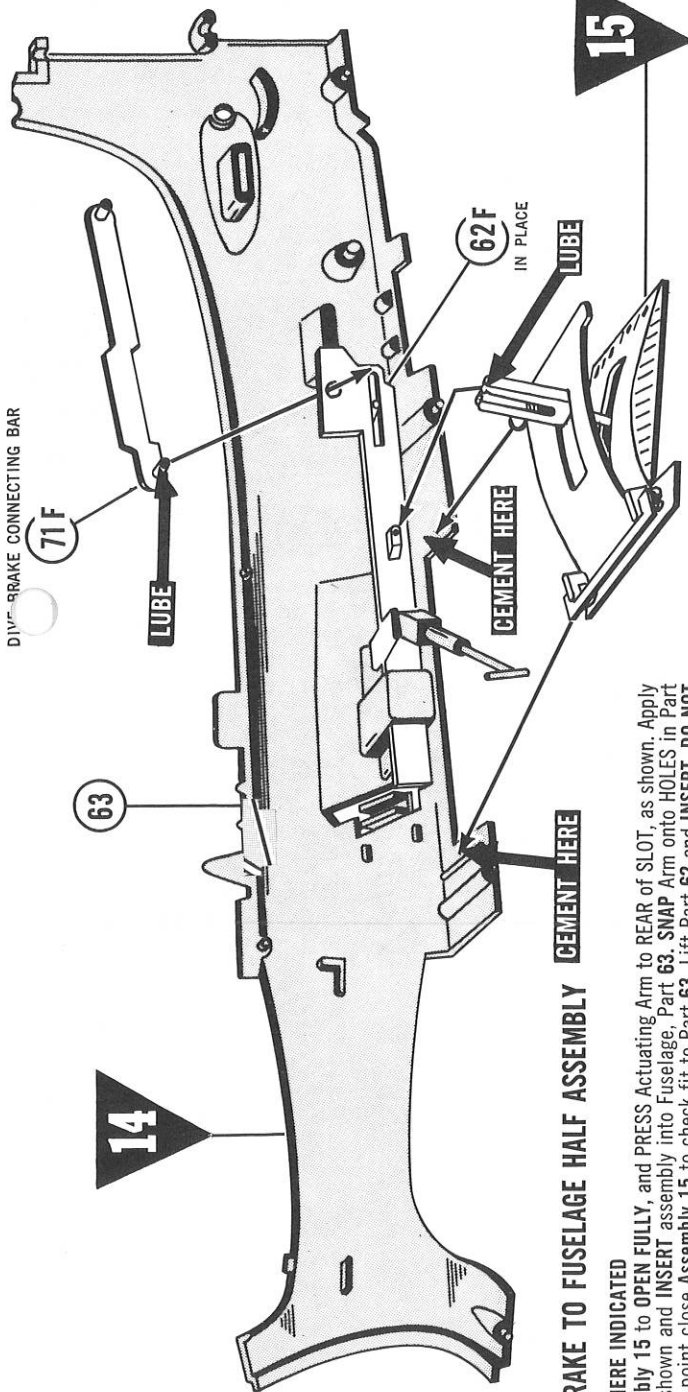 DIVE BRAKE CONNECTING BAR
71F
LUBE
63
14
15
62F
IN PLACE
LUBE
CEMENT HERE
CEMENT HERE
RAKE TO FUSELAGE HALF ASSEMBLY
ERE INDICATED
bly 15 to OPEN FULLY, and PRESS Actuating Arm to REAR of SLOT, as shown. Apply
shown and INSERT assembly into Fuselage, Part 63. SNAP Arm onto HOLES in Part
point close Assembly 15 to check fit to Part 63. Lift Part 62 and INSERT. DO NOT